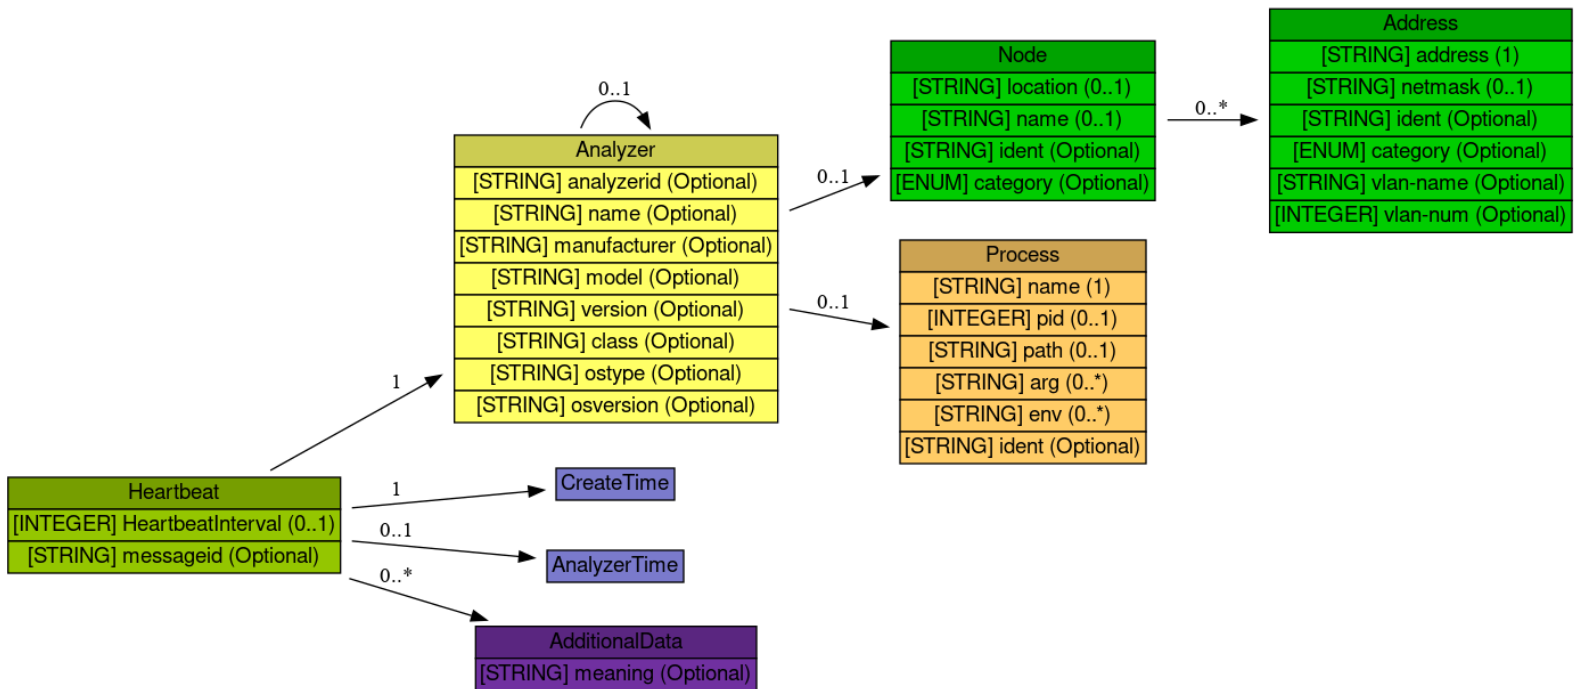 Address
[STRING] address (1)
[STRING] netmask (0..1)
[STRING] ident (Optional)
[ENUM] category (Optional)
[STRING] vlan-name (Optional)
[INTEGER] vlan-num (Optional)
0..*
Node
[STRING] location (0..1)
[STRING] name (0..1)
[STRING] ident (Optional)
[ENUM] category (Optional)
0..1
Analyzer
[STRING] analyzerid (Optional)
[STRING] name (Optional)
[STRING] manufacturer (Optional)
[STRING] model (Optional)
[STRING] version (Optional)
[STRING] class (Optional)
[STRING] ostype (Optional)
[STRING] osversion (Optional)
0..1
0..1
Process
[STRING] name (1)
[INTEGER] pid (0..1)
[STRING] path (0..1)
[STRING] arg (0..*)
[STRING] env (0..*)
[STRING] ident (Optional)
1
Heartbeat
[INTEGER] HeartbeatInterval (0..1)
[STRING] messageid (Optional)
1
CreateTime
0..1
AnalyzerTime
0..*
AdditionalData
[STRING] meaning (Optional)